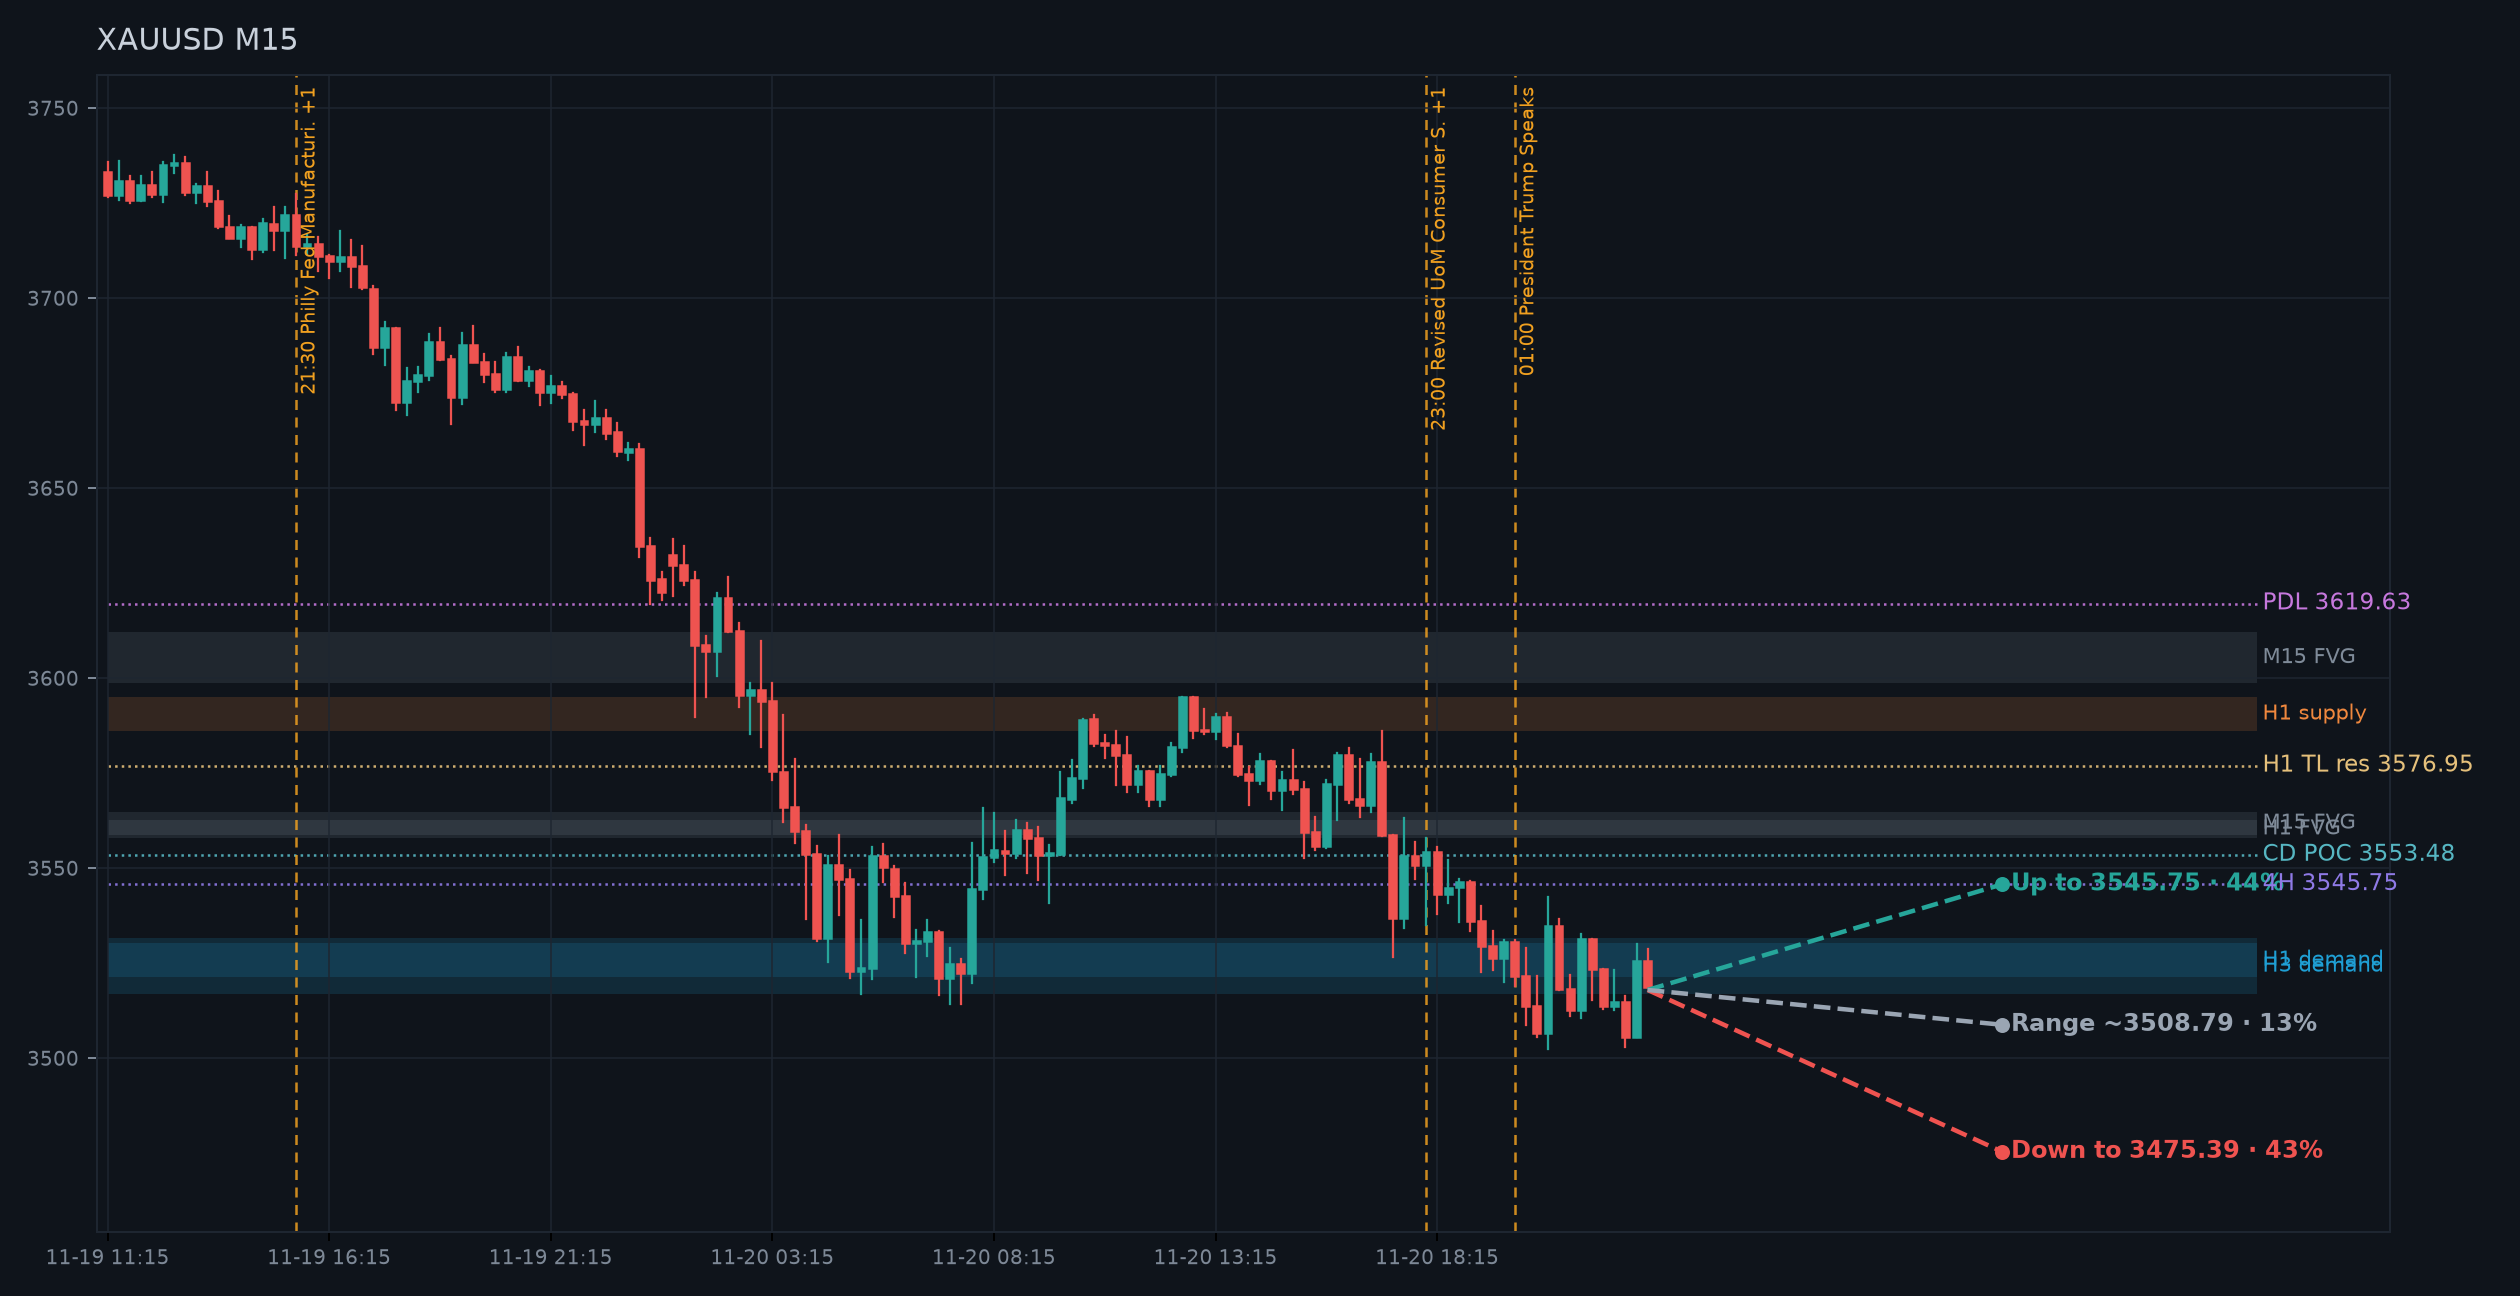 XAUUSD M15
3750
3700
3650
3600
3550
3500
21:30 Philly Fed Manufacturi. +1
23:00 Revised UoM Consumer S. +1
01:00 President Trump Speaks
PDL 3619.63
M15 FVG
H1 supply
H1 TL res 3576.95
M15 FVG
H1 FVG
CD POC 3553.48
Up to 3545.75 · 44%
4H 3545.75
H1 demand
H3 demand
Range ~3508.79 · 13%
Down to 3475.39 · 43%
11-19 11:15
11-19 16:15
11-19 21:15
11-20 03:15
11-20 08:15
11-20 13:15
11-20 18:15